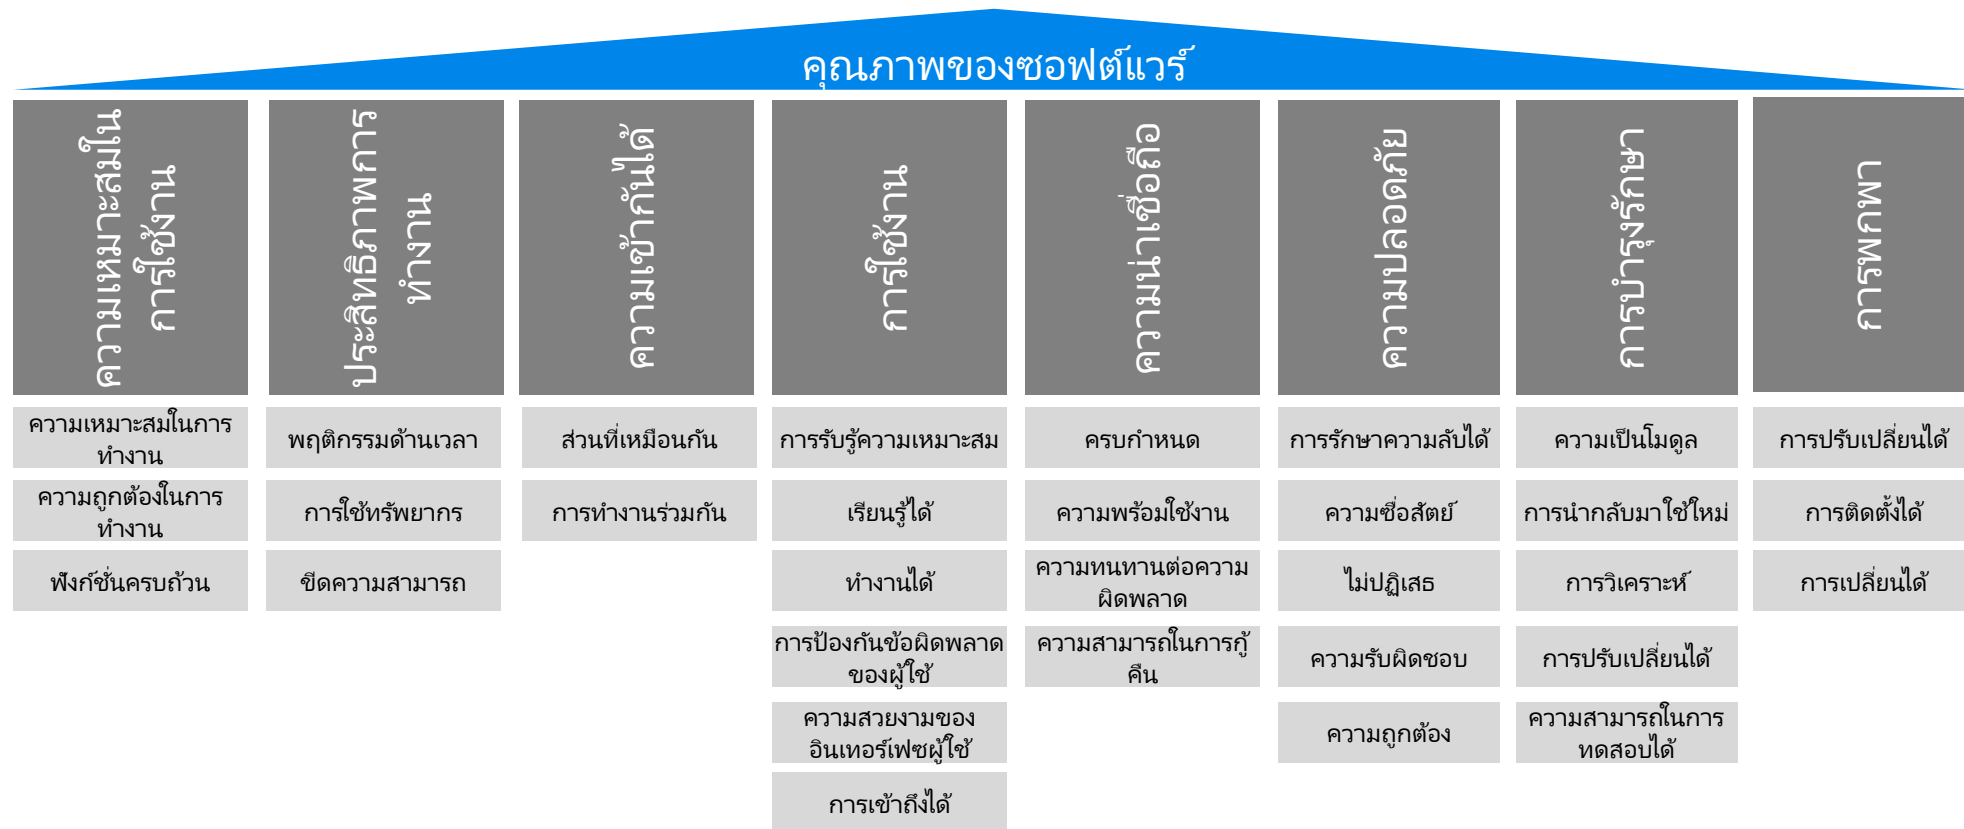 คุณภาพของซอฟต์แวร์
ความเหมาะสมใน
การใช้งาน
ประสิทธิภาพการ
ทำงาน
ความเข้ากันได้
การใช้งาน
ความน่าเชื่อถือ
ความปลอดภัย
การบำรุงรักษา
การพกพา
ความเหมาะสมในการ
ทำงาน
ความถูกต้องในการ
ทำงาน
ฟังก์ชั่นครบถ้วน
พฤติกรรมด้านเวลา
การใช้ทรัพยากร
ขีดความสามารถ
ส่วนที่เหมือนกัน
การทำงานร่วมกัน
การรับรู้ความเหมาะสม
เรียนรู้ได้
ทำงานได้
การป้องกันข้อผิดพลาด
ของผู้ใช้
ความสวยงามของ
อินเทอร์เฟซผู้ใช้
การเข้าถึงได้
ครบกำหนด
ความพร้อมใช้งาน
ความทนทานต่อความ
ผิดพลาด
ความสามารถในการกู้
คืน
การรักษาความลับได้
ความซื่อสัตย์
ไม่ปฏิเสธ
ความรับผิดชอบ
ความถูกต้อง
ความเป็นโมดูล
การนำกลับมาใช้ใหม่
การวิเคราะห์
การปรับเปลี่ยนได้
ความสามารถในการ
ทดสอบได้
การปรับเปลี่ยนได้
การติดตั้งได้
การเปลี่ยนได้